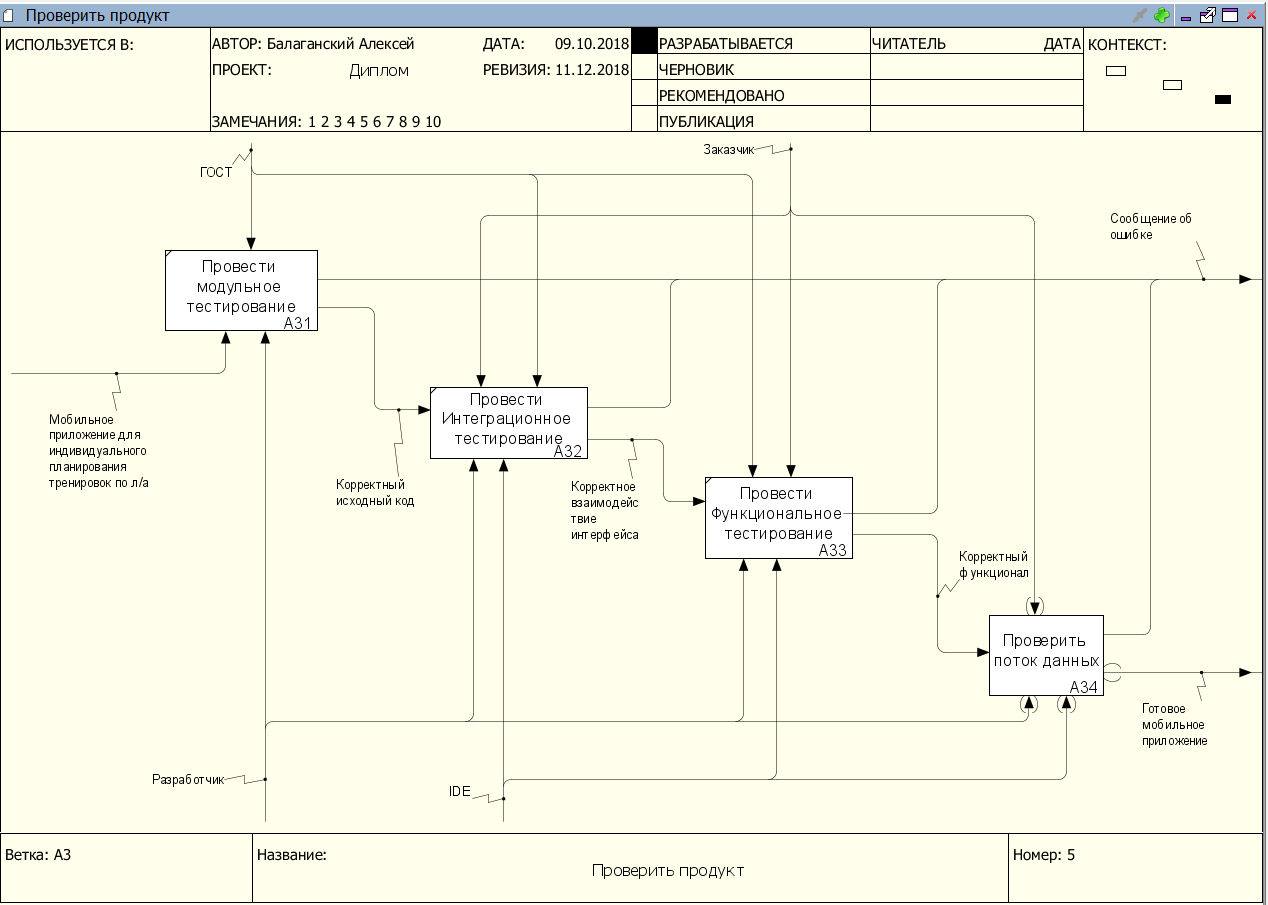 Проверить продукт
ИСПОЛЬЗУЕТСЯ В:
АВТОР: Балаганский Алексей
ДАТА: 09.10.2018
ПРОЕКТ: Диплом
РЕВИЗИЯ: 11.12.2018
ЗАМЕЧАНИЯ: 1 2 3 4 5 6 7 8 9 10
РАЗРАБАТЫВАЕТСЯ
ЧЕРНОВИК
РЕКОМЕНДОВАНО
ПУБЛИКАЦИЯ
ЧИТАТЕЛЬ ДАТА
КОНТЕКСТ:
ГОСТ
Заказчик
Сообщение об
ошибке
Провести
модульное
тестирование
A31
Мобильное
приложение для
индивидуального
планирования
тренировок по л/а
Провести
Интеграционное
тестирование
A32
Корректный
исходный код
Корректное
взаимодейс
твие
интерфейса
Провести
Функциональное
тестирование
A33
Корректный
функционал
Проверить
поток данных
A34
Готовое
мобильное
приложение
Разработчик
IDE
Ветка: A3
Название:
Проверить продукт
Номер: 5